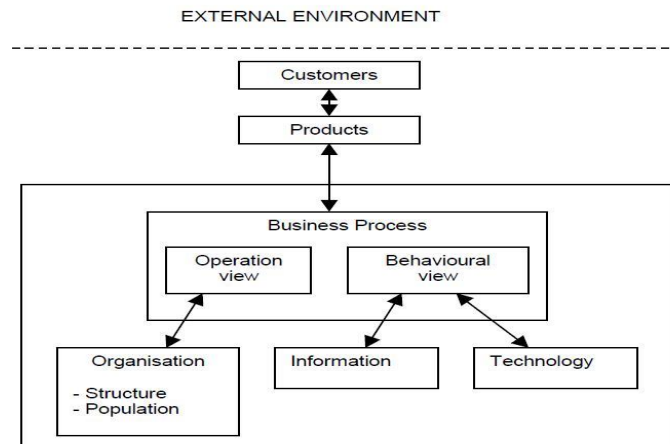 EXTERNAL ENVIRONMENT
Customers
Products
Business Process
Operation
view
Behavioural
view
Organisation
- Structure
- Population
Information
Technology